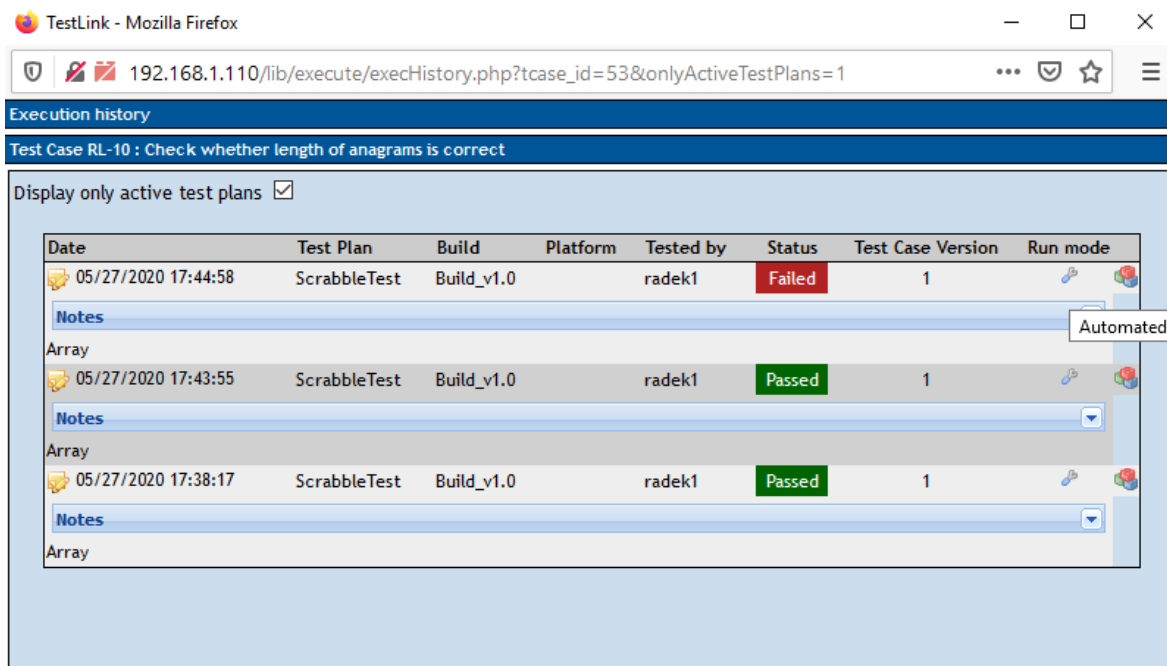 TestLink - Mozilla Firefox
192.168.1.110/lib/execute/execHistory.php?tcase_id=53&onlyActiveTestPlans=1
Execution history
Test Case RL-10 : Check whether length of anagrams is correct
Display only active test plans
Date Test Plan Build Platform Tested by Status Test Case Version Run mode
05/27/2020 17:44:58 ScrabbleTest Build_v1.0 radek1 Failed 1
Notes
Automated
Array
05/27/2020 17:43:55 ScrabbleTest Build_v1.0 radek1 Passed 1
Notes
Array
05/27/2020 17:38:17 ScrabbleTest Build_v1.0 radek1 Passed 1
Notes
Array